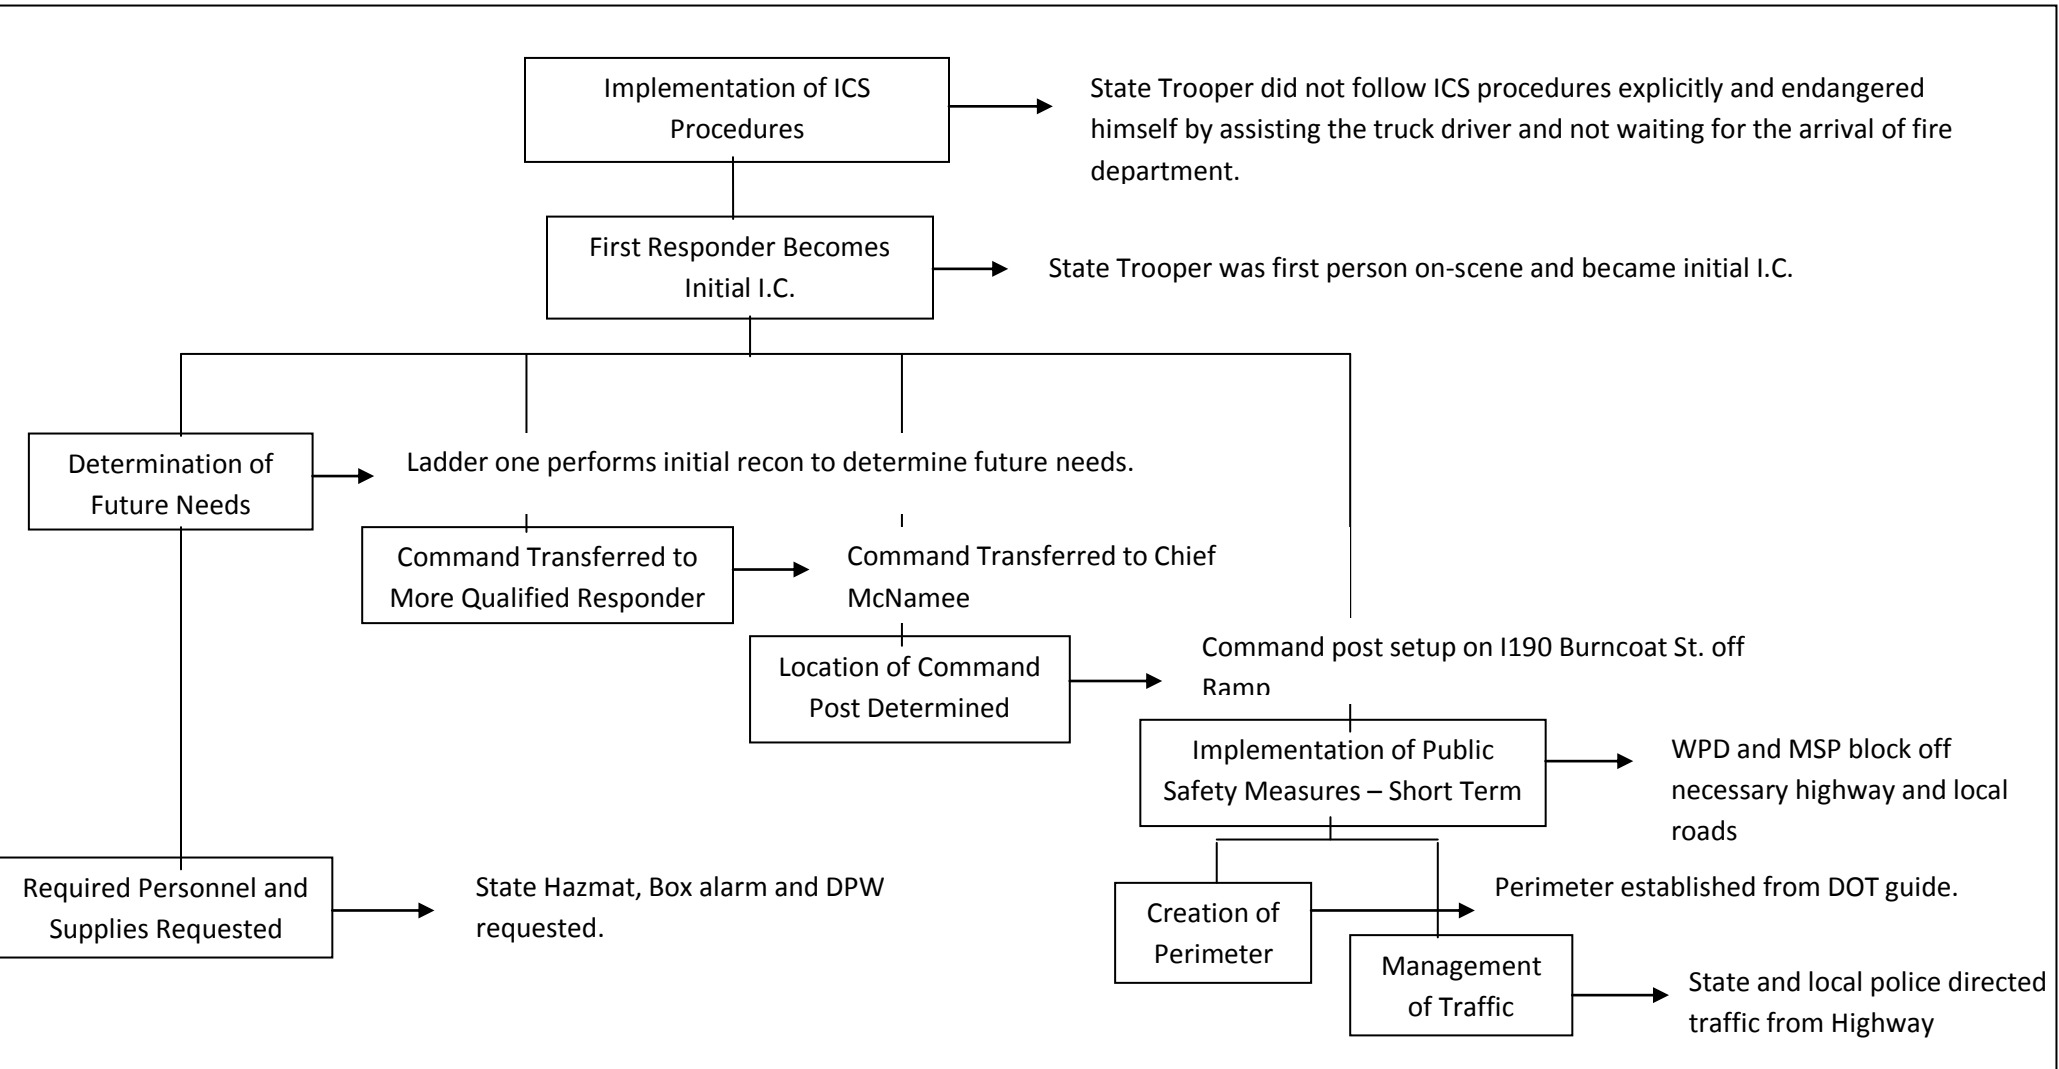 Implementation of ICS
Procedures
State Trooper did not follow ICS procedures explicitly and endangered
himself by assisting the truck driver and not waiting for the arrival of fire
department.
First Responder Becomes
Initial I.C.
State Trooper was first person on-scene and became initial I.C.
Determination of
Future Needs
Ladder one performs initial recon to determine future needs.
Command Transferred to
More Qualified Responder
Command Transferred to Chief
McNamee
Location of Command
Post Determined
Command post setup on I190 Burncoat St. off
Ramp
Implementation of Public
Safety Measures – Short Term
WPD and MSP block off
necessary highway and local
roads
Required Personnel and
Supplies Requested
State Hazmat, Box alarm and DPW
requested.
Creation of
Perimeter
Perimeter established from DOT guide.
Management
of Traffic
State and local police directed
traffic from Highway